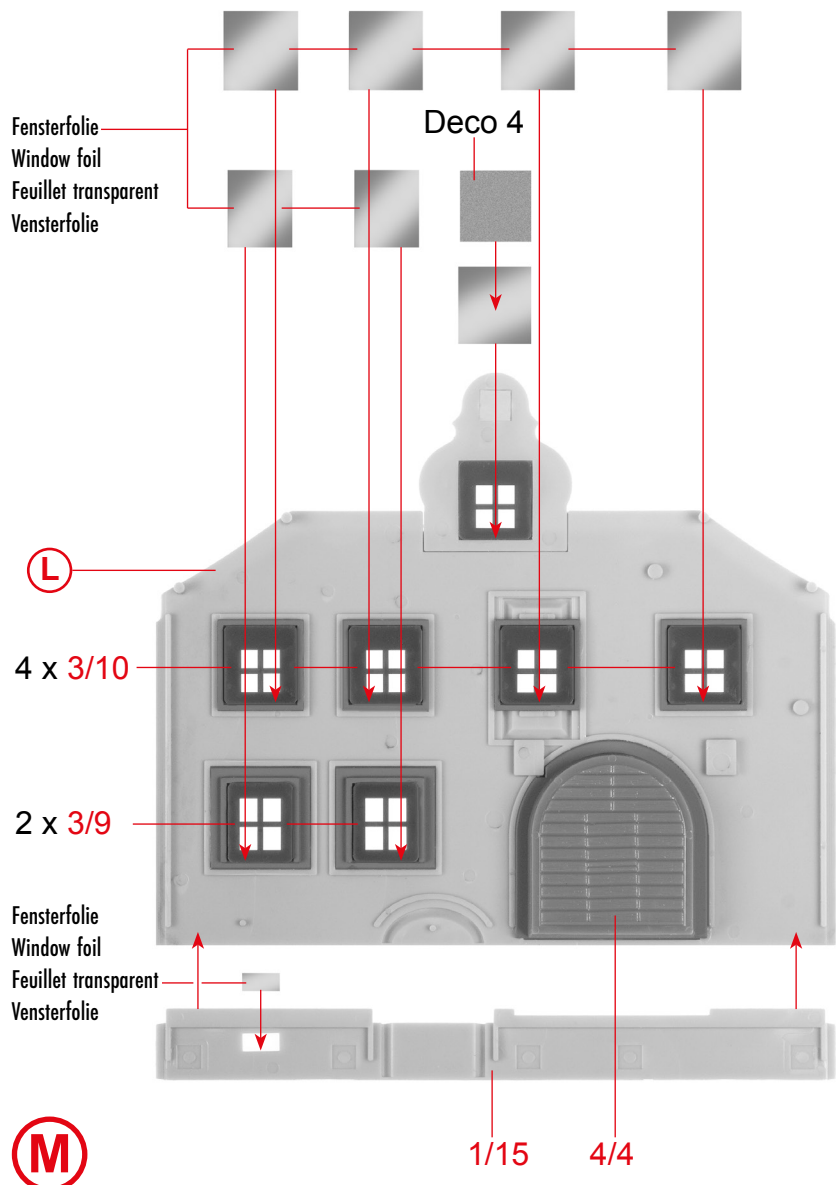 Fensterfolie
Window foil
Feuillet transparent
Vensterfolie
Deco 4
L
4 x 3/10
2 x 3/9
Fensterfolie
Window foil
Feuillet transparent
Vensterfolie
M
1/15
4/4